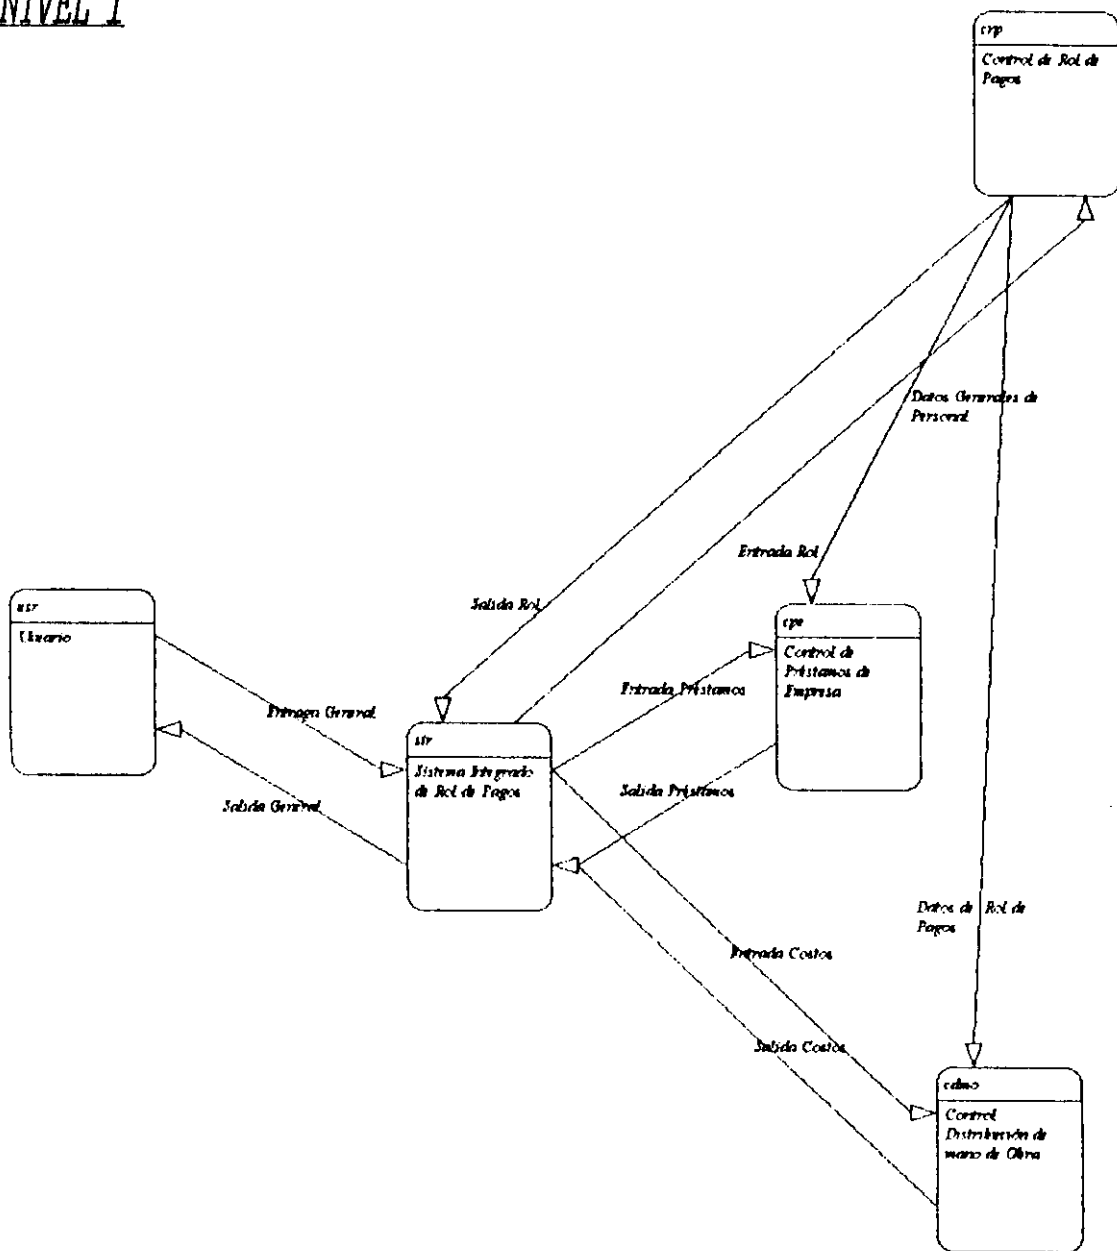 NIVEL 1
crp
Control de Rol de
Pagos
Datos Generales de
Personal
Entrada Rol
Salida Rol
usr
Usuario
cpe
Control de
Préstamos de
Empresa
Entrada Préstamos
Entraga General
sir
Sistema Integrado
de Rol de Pagos
Salida Préstamos
Salida General
Datos de Rol de
Pagos
Entrada Costos
Salida Costos
cdmo
Control
Distribución de
mano de Obra